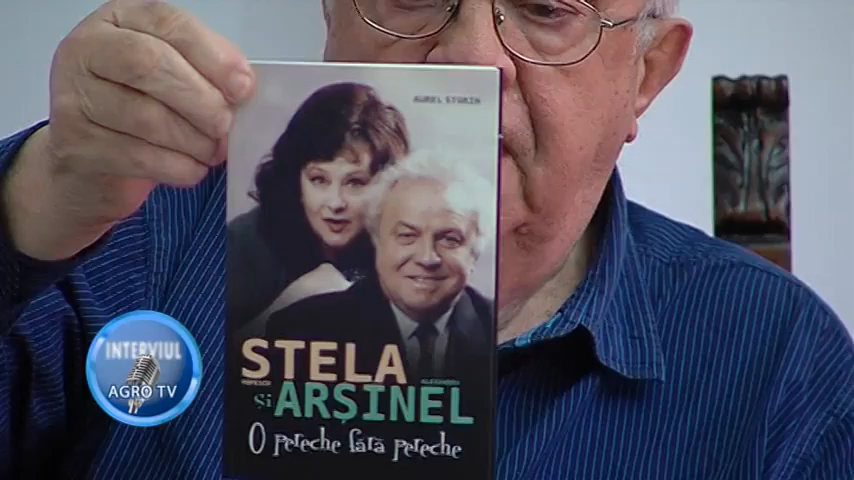 AUREL STORIN
STELA
POPESCU
ALEXANDRU
ȘI ARȘINEL
O pereche fără pereche
INTERVIUL
AGRO TV